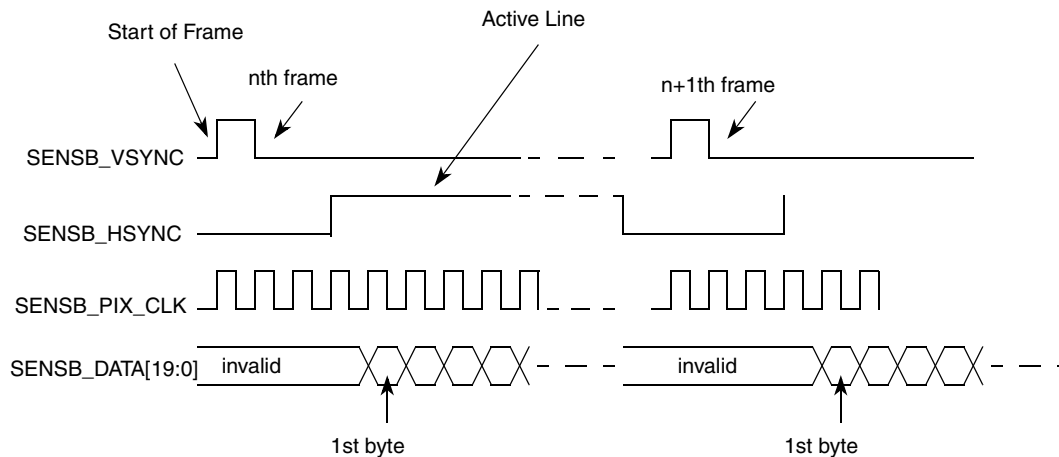 Active Line
Start of Frame
nth frame
n+1th frame
SENSB_VSYNC
SENSB_HSYNC
SENSB_PIX_CLK
SENSB_DATA[19:0]
invalid
invalid
1st byte
1st byte